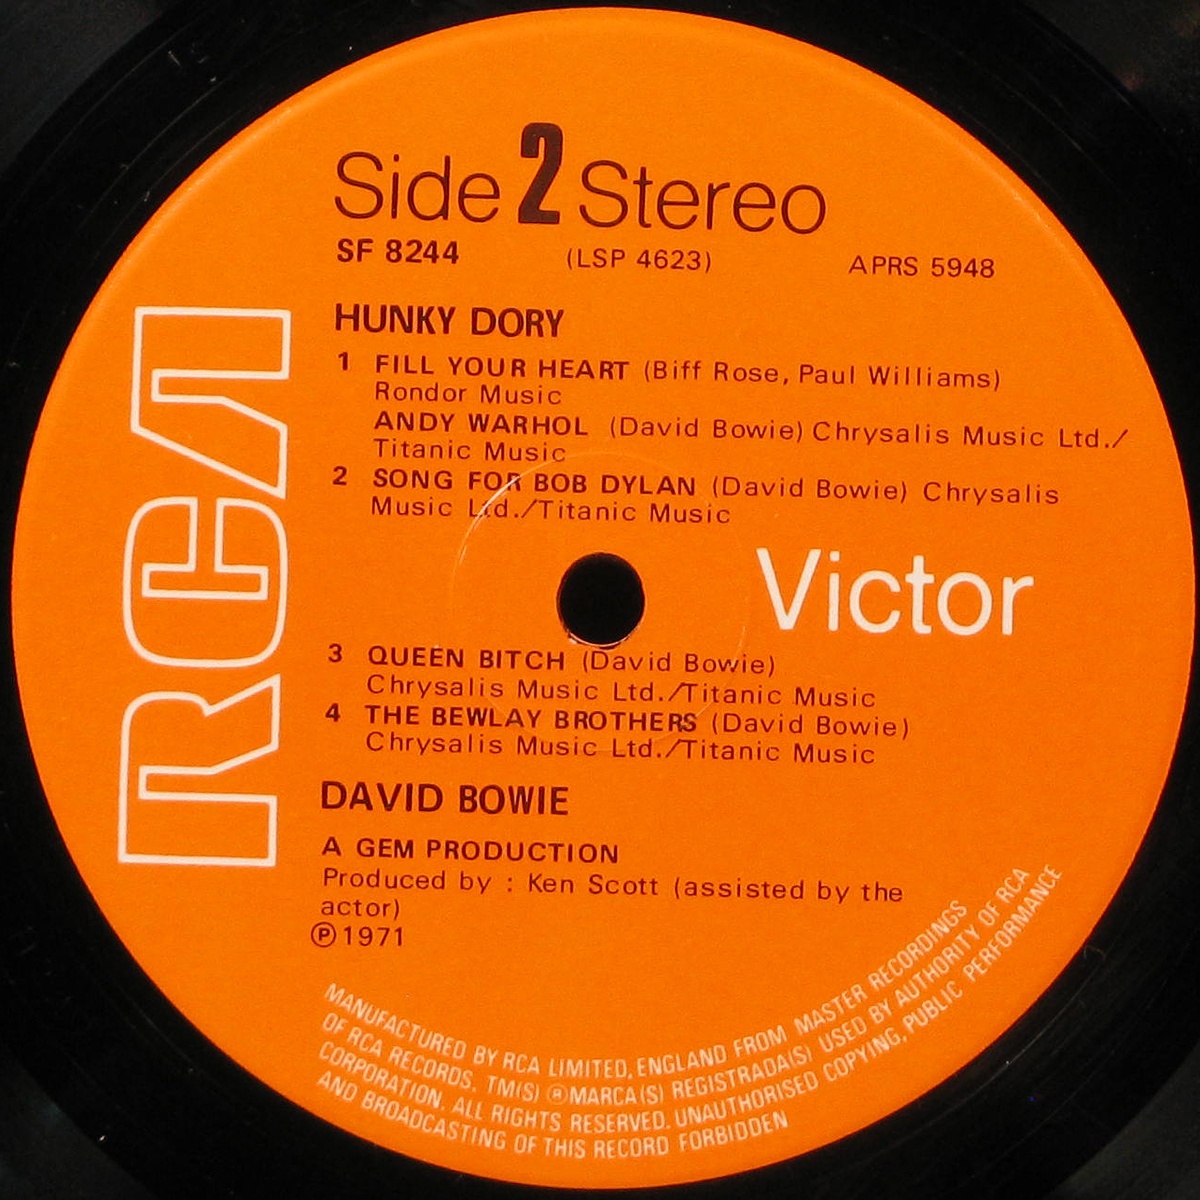 Side 2 Stereo
SF 8244 (LSP 4623) APRS 5948
HUNKY DORY
1 FILL YOUR HEART (Biff Rose, Paul Williams)
Rondor Music
ANDY WARHOL (David Bowie) Chrysalis Music Ltd./
Titanic Music
2 SONG FOR BOB DYLAN (David Bowie) Chrysalis
Music Ltd./Titanic Music
RCA
Victor
3 QUEEN BITCH (David Bowie)
Chrysalis Music Ltd./Titanic Music
4 THE BEWLAY BROTHERS (David Bowie)
Chrysalis Music Ltd./Titanic Music
DAVID BOWIE
A GEM PRODUCTION
Produced by : Ken Scott (assisted by the
actor)
℗ 1971
MANUFACTURED BY RCA LIMITED, ENGLAND FROM MASTER RECORDINGS
OF RCA RECORDS. TM(S) ® MARCA(S) REGISTRADA(S) USED BY AUTHORITY OF RCA
CORPORATION. ALL RIGHTS RESERVED. UNAUTHORISED COPYING, PUBLIC PERFORMANCE
AND BROADCASTING OF THIS RECORD FORBIDDEN